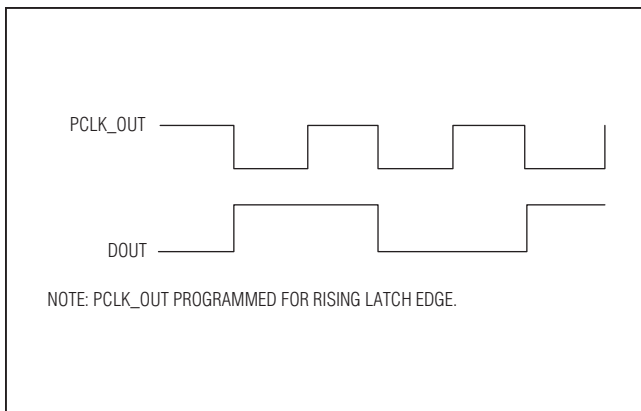 PCLK_OUT
DOUT
NOTE: PCLK_OUT PROGRAMMED FOR RISING LATCH EDGE.